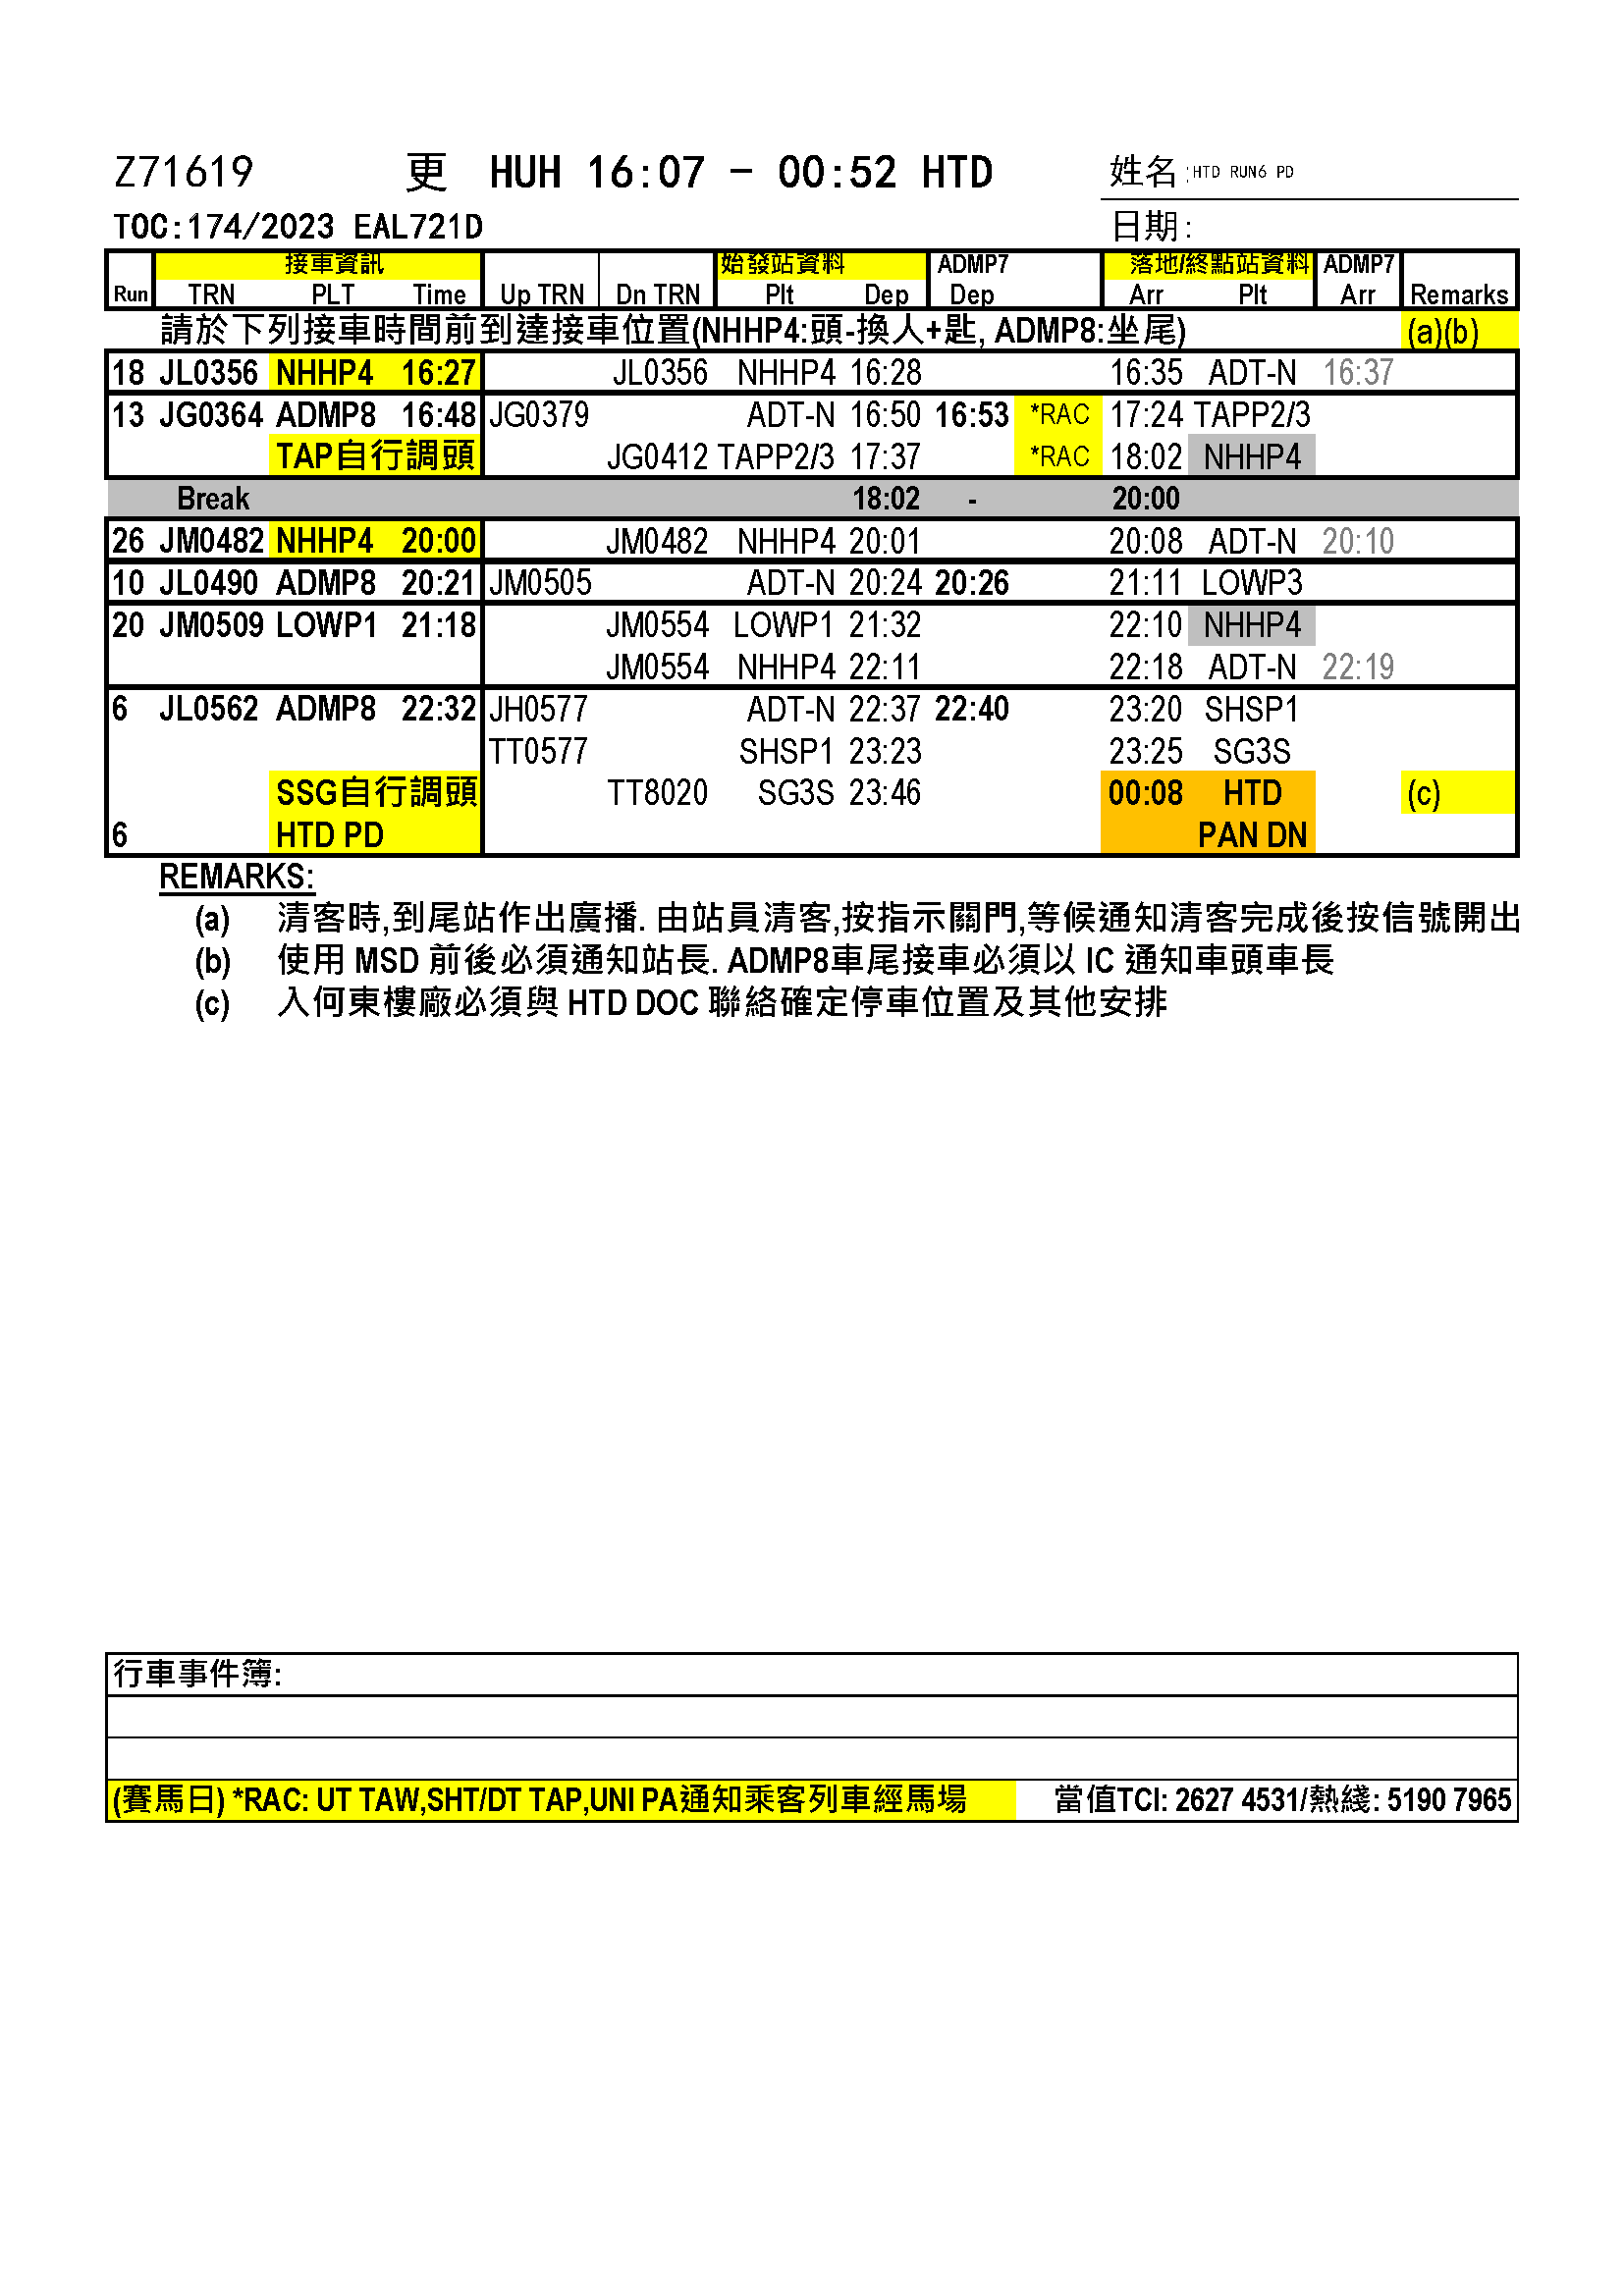 Z71619 更 HUH 16:07 - 00:52 HTD 姓名:HTD RUN6 PD
TOC:174/2023 EAL721D 日期:
接車資訊 始發站資料 ADMP7 落地/終點站資料 ADMP7
Run TRN PLT Time Up TRN Dn TRN Plt Dep Dep Arr Plt Arr Remarks
請於下列接車時間前到達接車位置(NHHP4:頭-換人+匙, ADMP8:坐尾) (a)(b)
18 JL0356 NHHP4 16:27 JL0356 NHHP4 16:28 16:35 ADT-N 16:37
13 JG0364 ADMP8 16:48 JG0379 ADT-N 16:50 16:53 *RAC 17:24 TAPP2/3
TAP自行調頭 JG0412 TAPP2/3 17:37 *RAC 18:02 NHHP4
Break 18:02 - 20:00
26 JM0482 NHHP4 20:00 JM0482 NHHP4 20:01 20:08 ADT-N 20:10
10 JL0490 ADMP8 20:21 JM0505 ADT-N 20:24 20:26 21:11 LOWP3
20 JM0509 LOWP1 21:18 JM0554 LOWP1 21:32 22:10 NHHP4
JM0554 NHHP4 22:11 22:18 ADT-N 22:19
6 JL0562 ADMP8 22:32 JH0577 ADT-N 22:37 22:40 23:20 SHSP1
TT0577 SHSP1 23:23 23:25 SG3S
SSG自行調頭 TT8020 SG3S 23:46 00:08 HTD (c)
6 HTD PD PAN DN
REMARKS:
(a) 清客時,到尾站作出廣播. 由站員清客,按指示關門,等候通知清客完成後按信號開出
(b) 使用 MSD 前後必須通知站長. ADMP8車尾接車必須以 IC 通知車頭車長
(c) 入何東樓廠必須與 HTD DOC 聯絡確定停車位置及其他安排
行車事件簿:
(賽馬日) *RAC: UT TAW,SHT/DT TAP,UNI PA通知乘客列車經馬場 當值TCI: 2627 4531/熱綫: 5190 7965